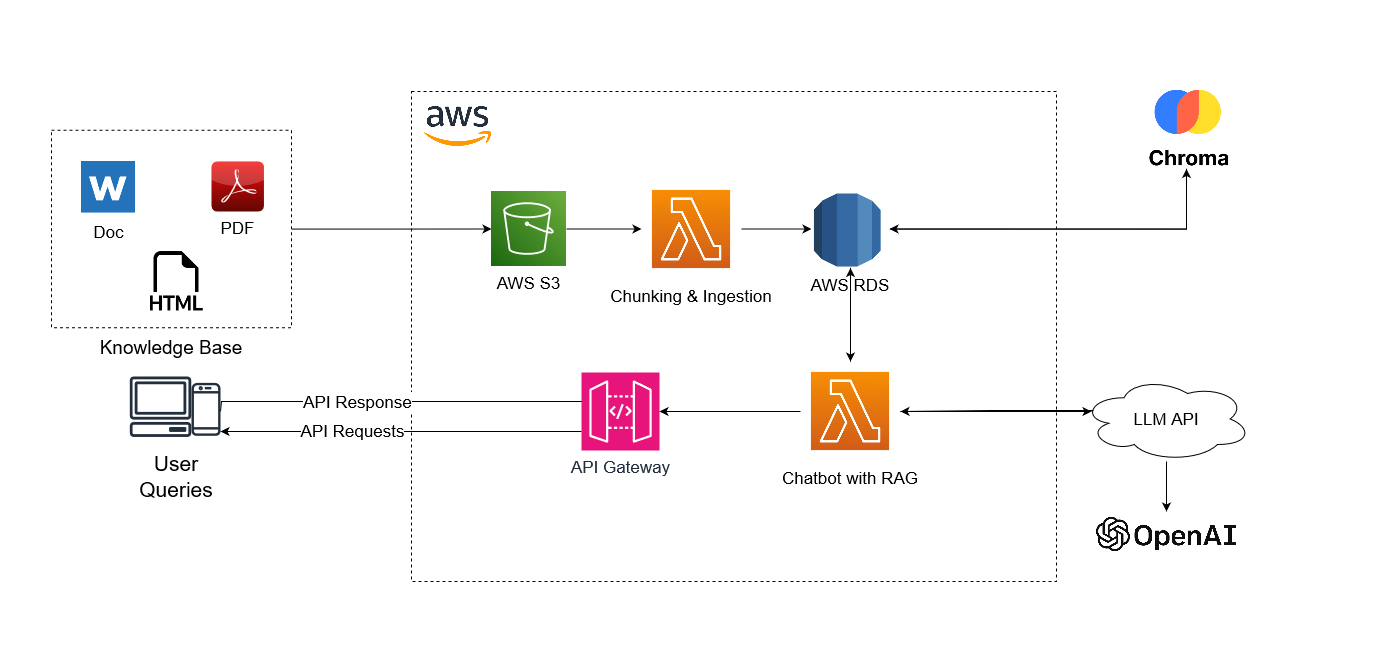 aws
Chroma
W
Doc
PDF
HTML
AWS S3
Chunking & Ingestion
AWS RDS
Knowledge Base
API Response
API Requests
</>
LLM API
User
Queries
API Gateway
Chatbot with RAG
OpenAI